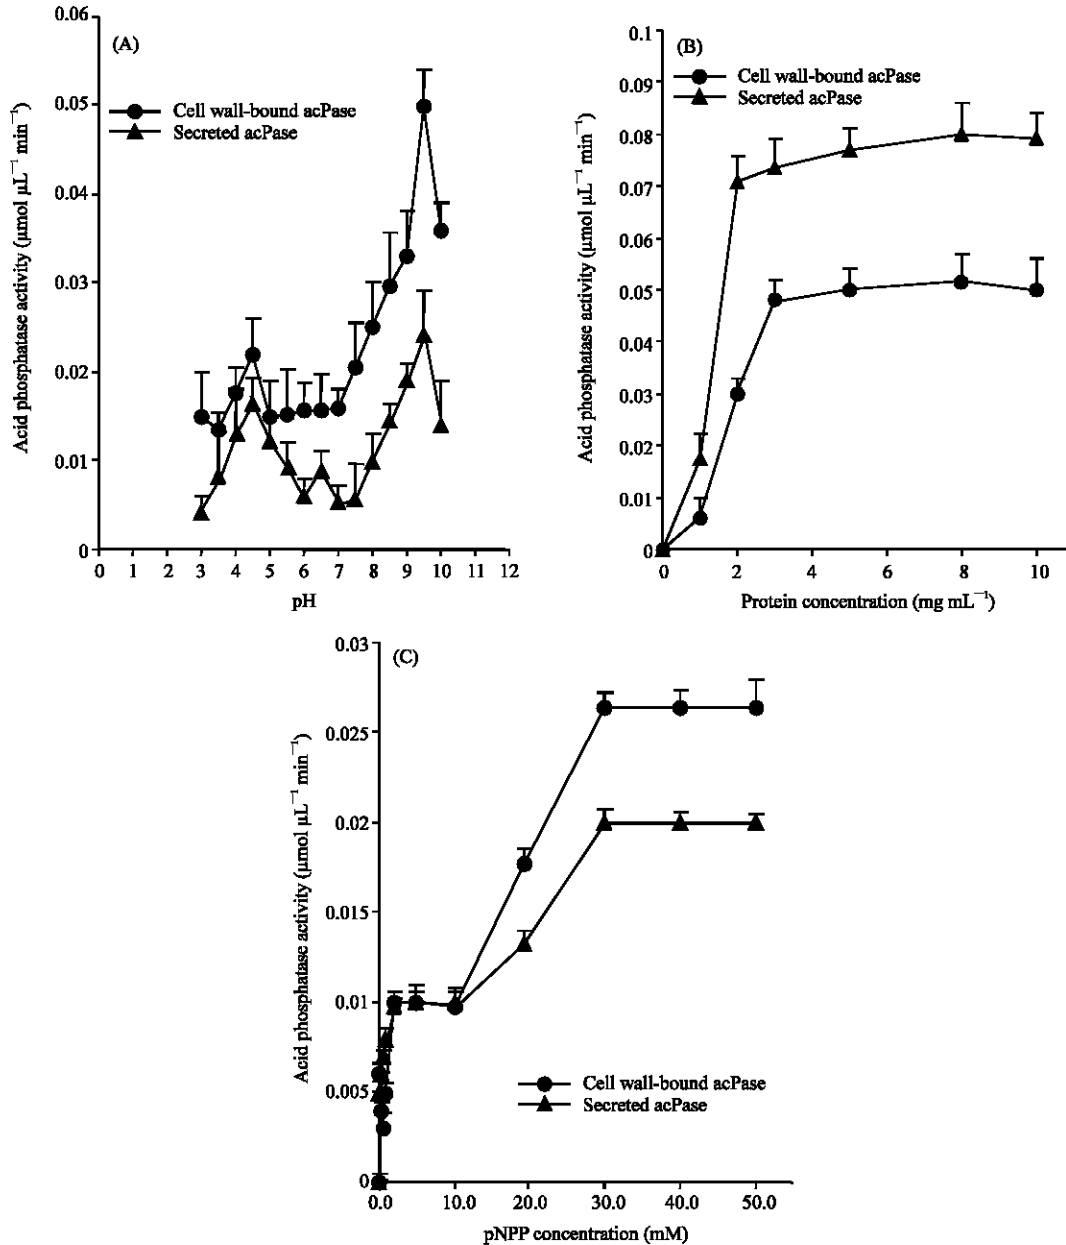 (A)
Acid phosphatase activity (µmol µL⁻¹ min⁻¹)
0.06
0.05
0.04
0.03
0.02
0.01
0
Cell wall-bound acPase
Secreted acPase
0 1 2 3 4 5 6 7 8 9 10 11 12
pH
(B)
Acid phosphatase activity (µmol µL⁻¹ min⁻¹)
0.1
0.09
0.08
0.07
0.06
0.05
0.04
0.03
0.02
0.01
0
Cell wall-bound acPase
Secreted acPase
0 2 4 6 8 10
Protein concentration (mg mL⁻¹)
(C)
Acid phosphatase activity (µmol µL⁻¹ min⁻¹)
0.03
0.025
0.02
0.015
0.01
0.005
0
Cell wall-bound acPase
Secreted acPase
0.0 10.0 20.0 30.0 40.0 50.0
pNPP concentration (mM)